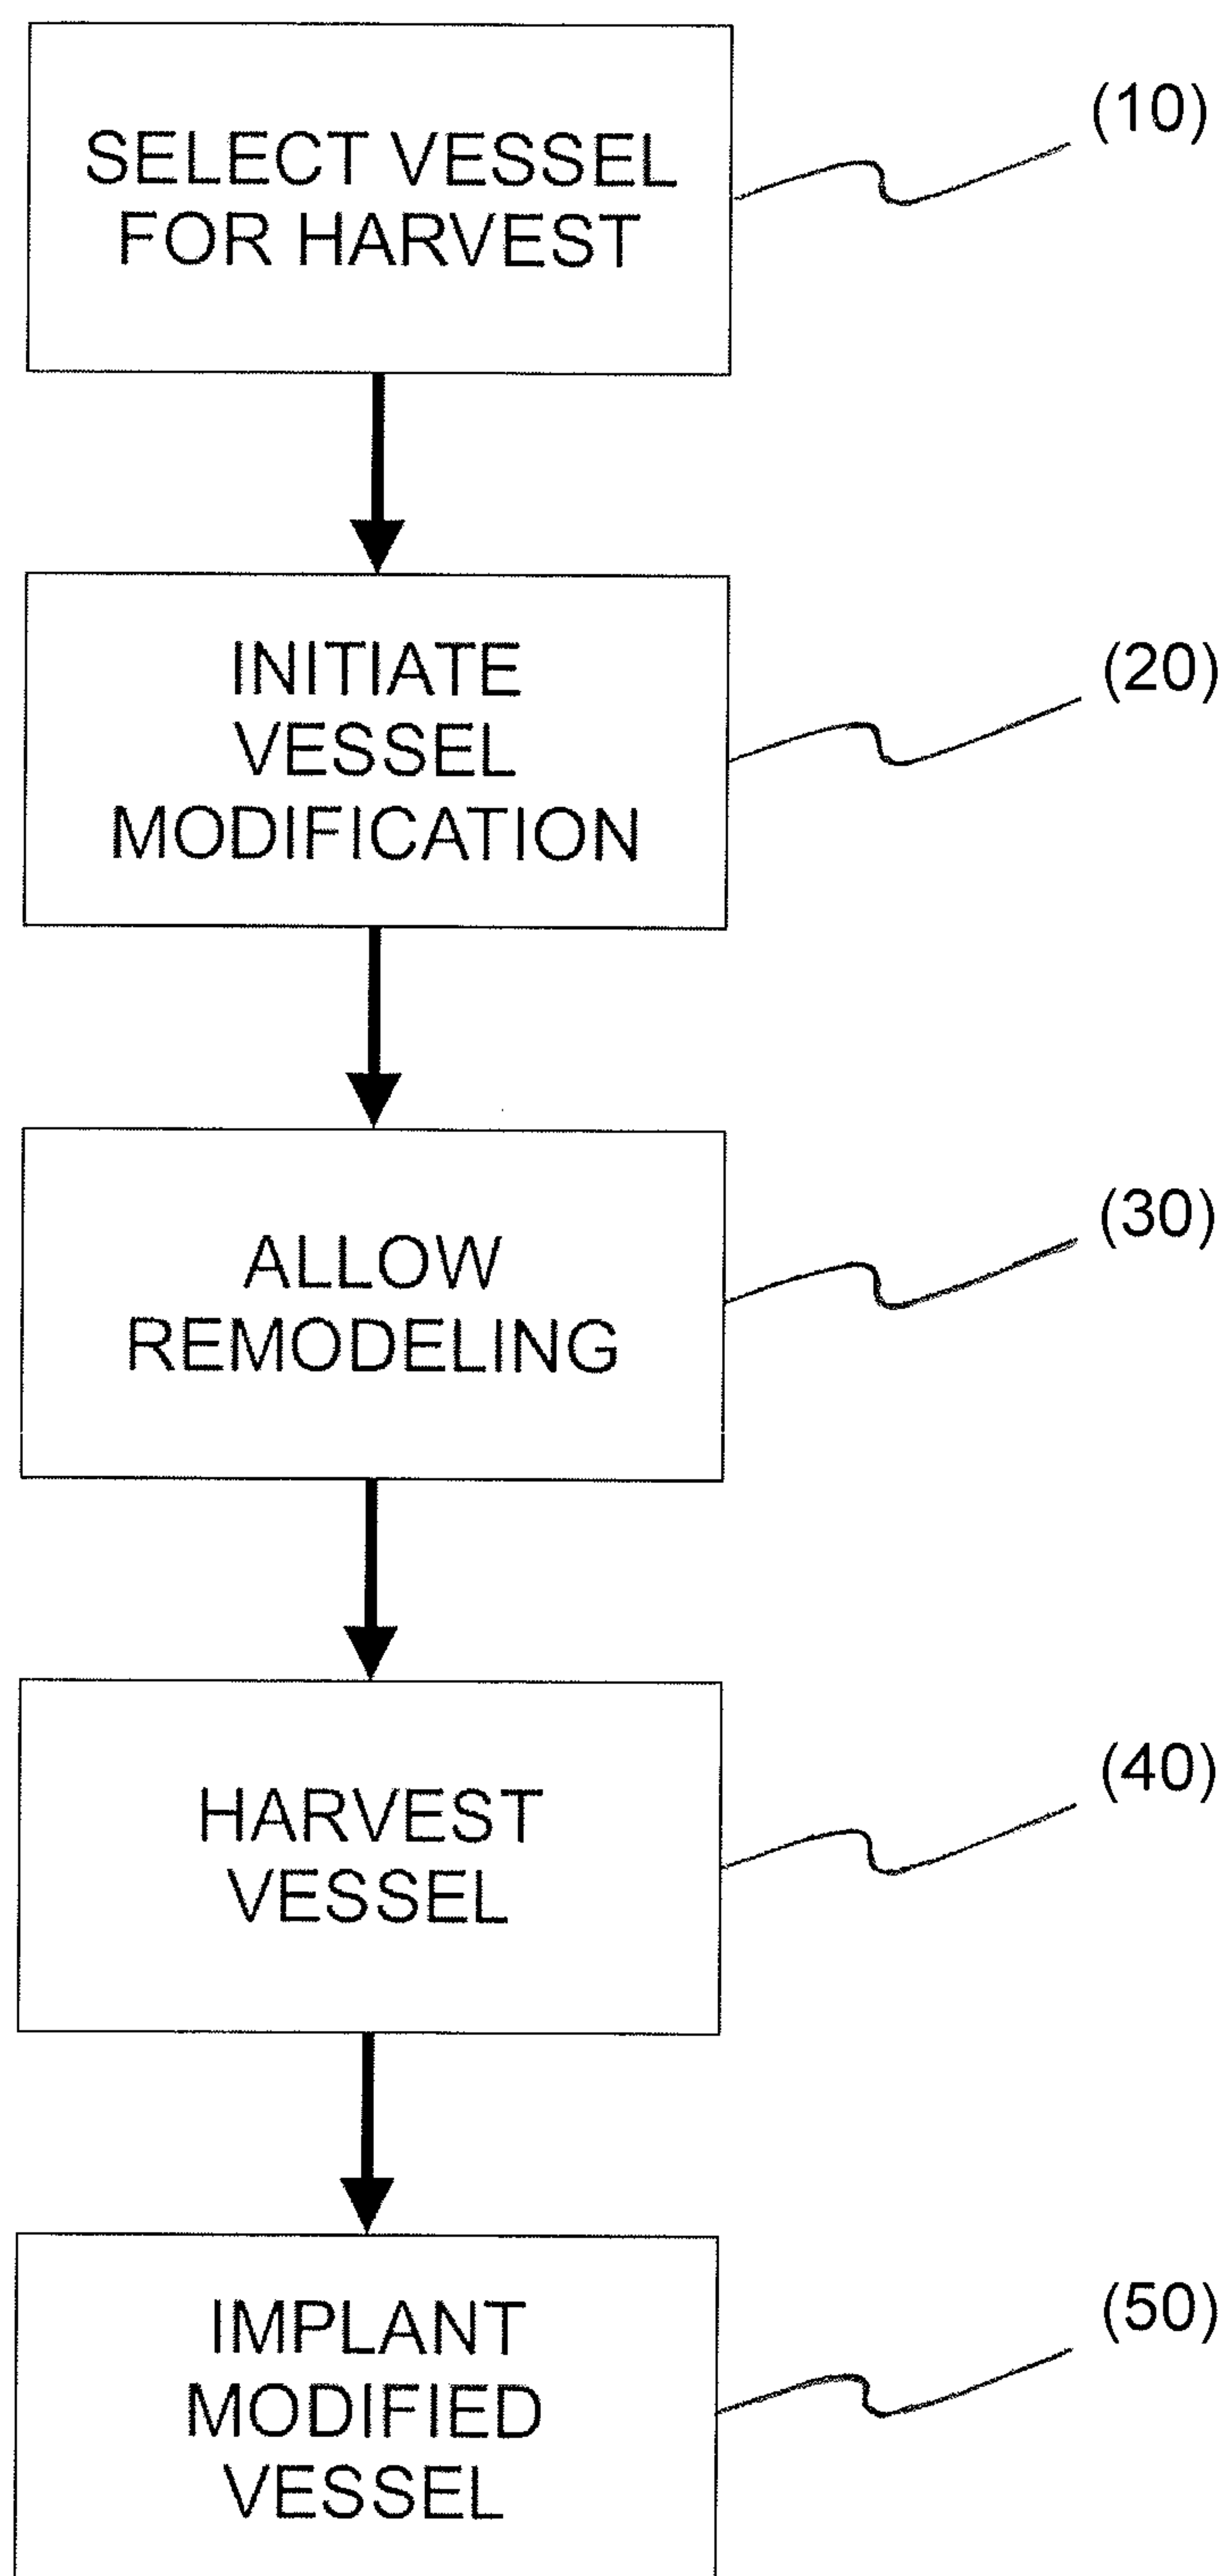 SELECT VESSEL
FOR HARVEST
(10)
INITIATE
VESSEL
MODIFICATION
(20)
ALLOW
REMODELING
(30)
HARVEST
VESSEL
(40)
IMPLANT
MODIFIED
VESSEL
(50)